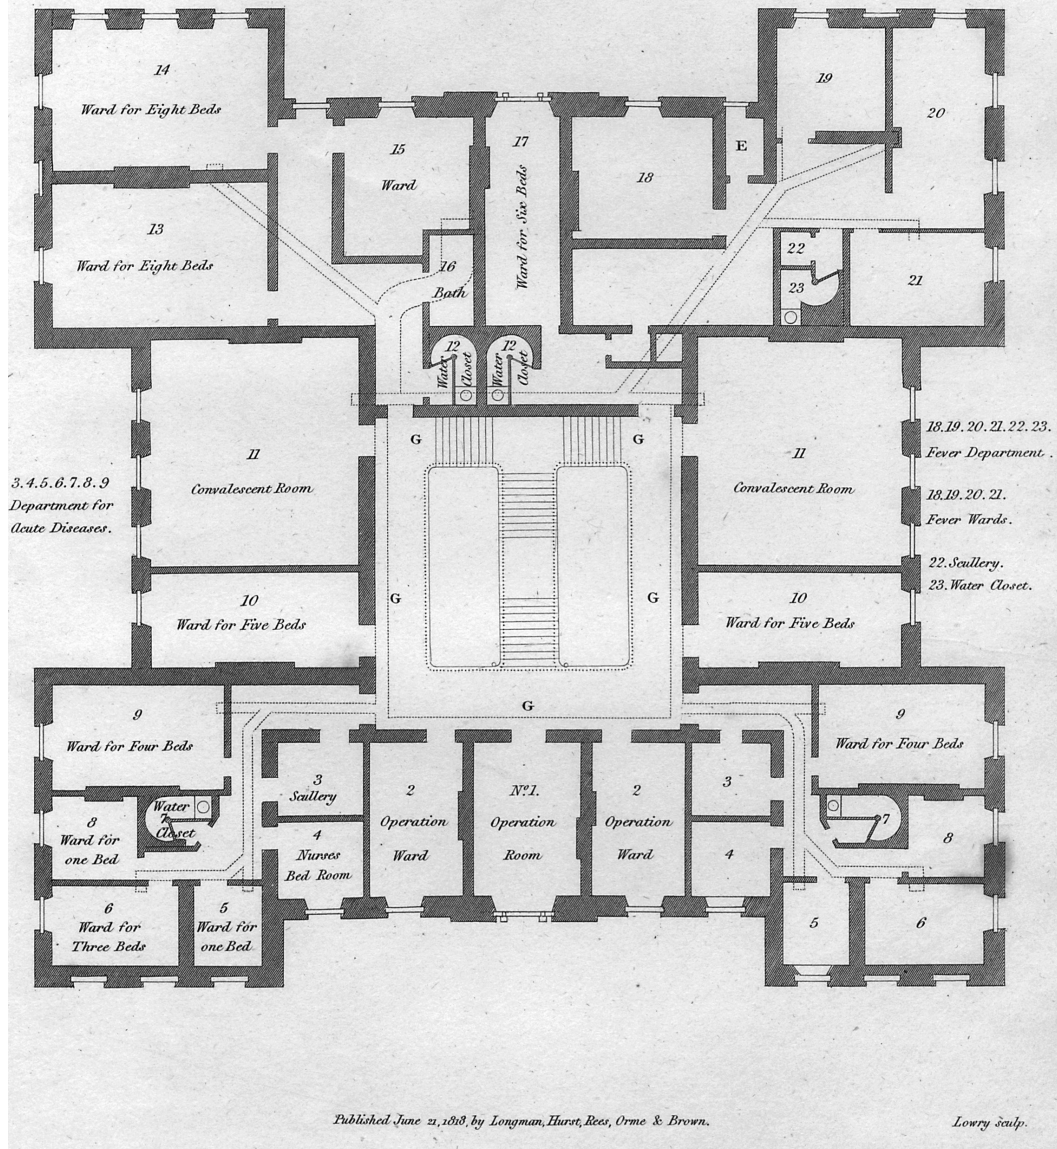 14
Ward for Eight Beds
13
Ward for Eight Beds
15
Ward
16
Bath
17
Ward for Six Beds
18
E
19
20
21
22
23
12
Water Closet
12
Water Closet
11
Convalescent Room
11
Convalescent Room
10
Ward for Five Beds
10
Ward for Five Beds
G
G
G
G
G
3.4.5.6.7.8.9
Department for
Acute Diseases.
18.19.20.21.22.23.
Fever Department.
18.19.20.21.
Fever Wards.
22.Scullery.
23.Water Closet.
9
Ward for Four Beds
8
Ward for
one Bed
Water
7
Closet
6
Ward for
Three Beds
5
Ward for
one Bed
3
Scullery
4
Nurses
Bed Room
2
Operation
Ward
No.1.
Operation
Room
2
Operation
Ward
3
4
9
Ward for Four Beds
7
8
5
6
Published June 21, 1818, by Longman, Hurst, Rees, Orme & Brown.
Lowry sculp.